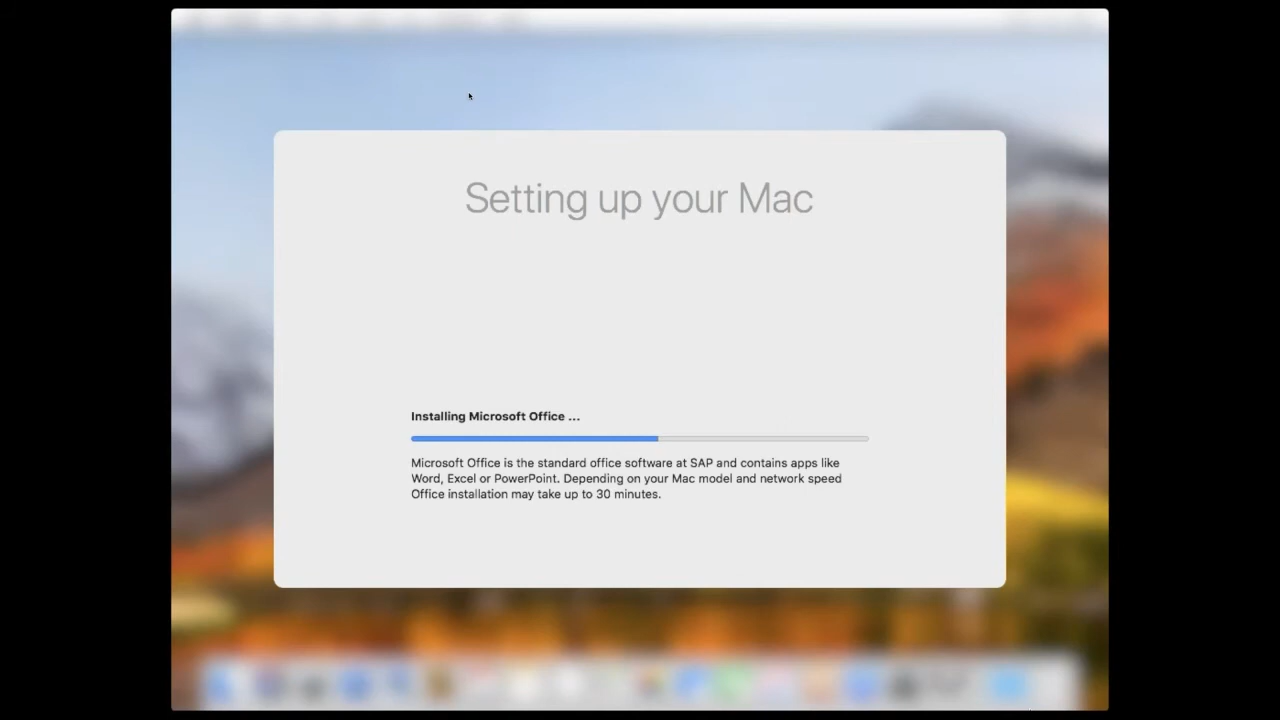 Setting up your Mac
Installing Microsoft Office ...
Microsoft Office is the standard office software at SAP and contains apps like
Word, Excel or PowerPoint. Depending on your Mac model and network speed
Office installation may take up to 30 minutes.